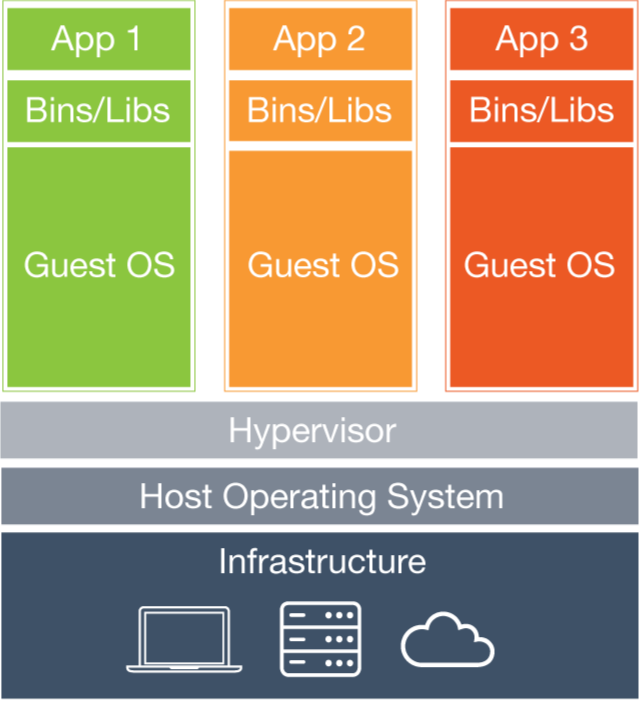 App 1
App 2
App 3
Bins/Libs
Bins/Libs
Bins/Libs
Guest OS
Guest OS
Guest OS
Hypervisor
Host Operating System
Infrastructure